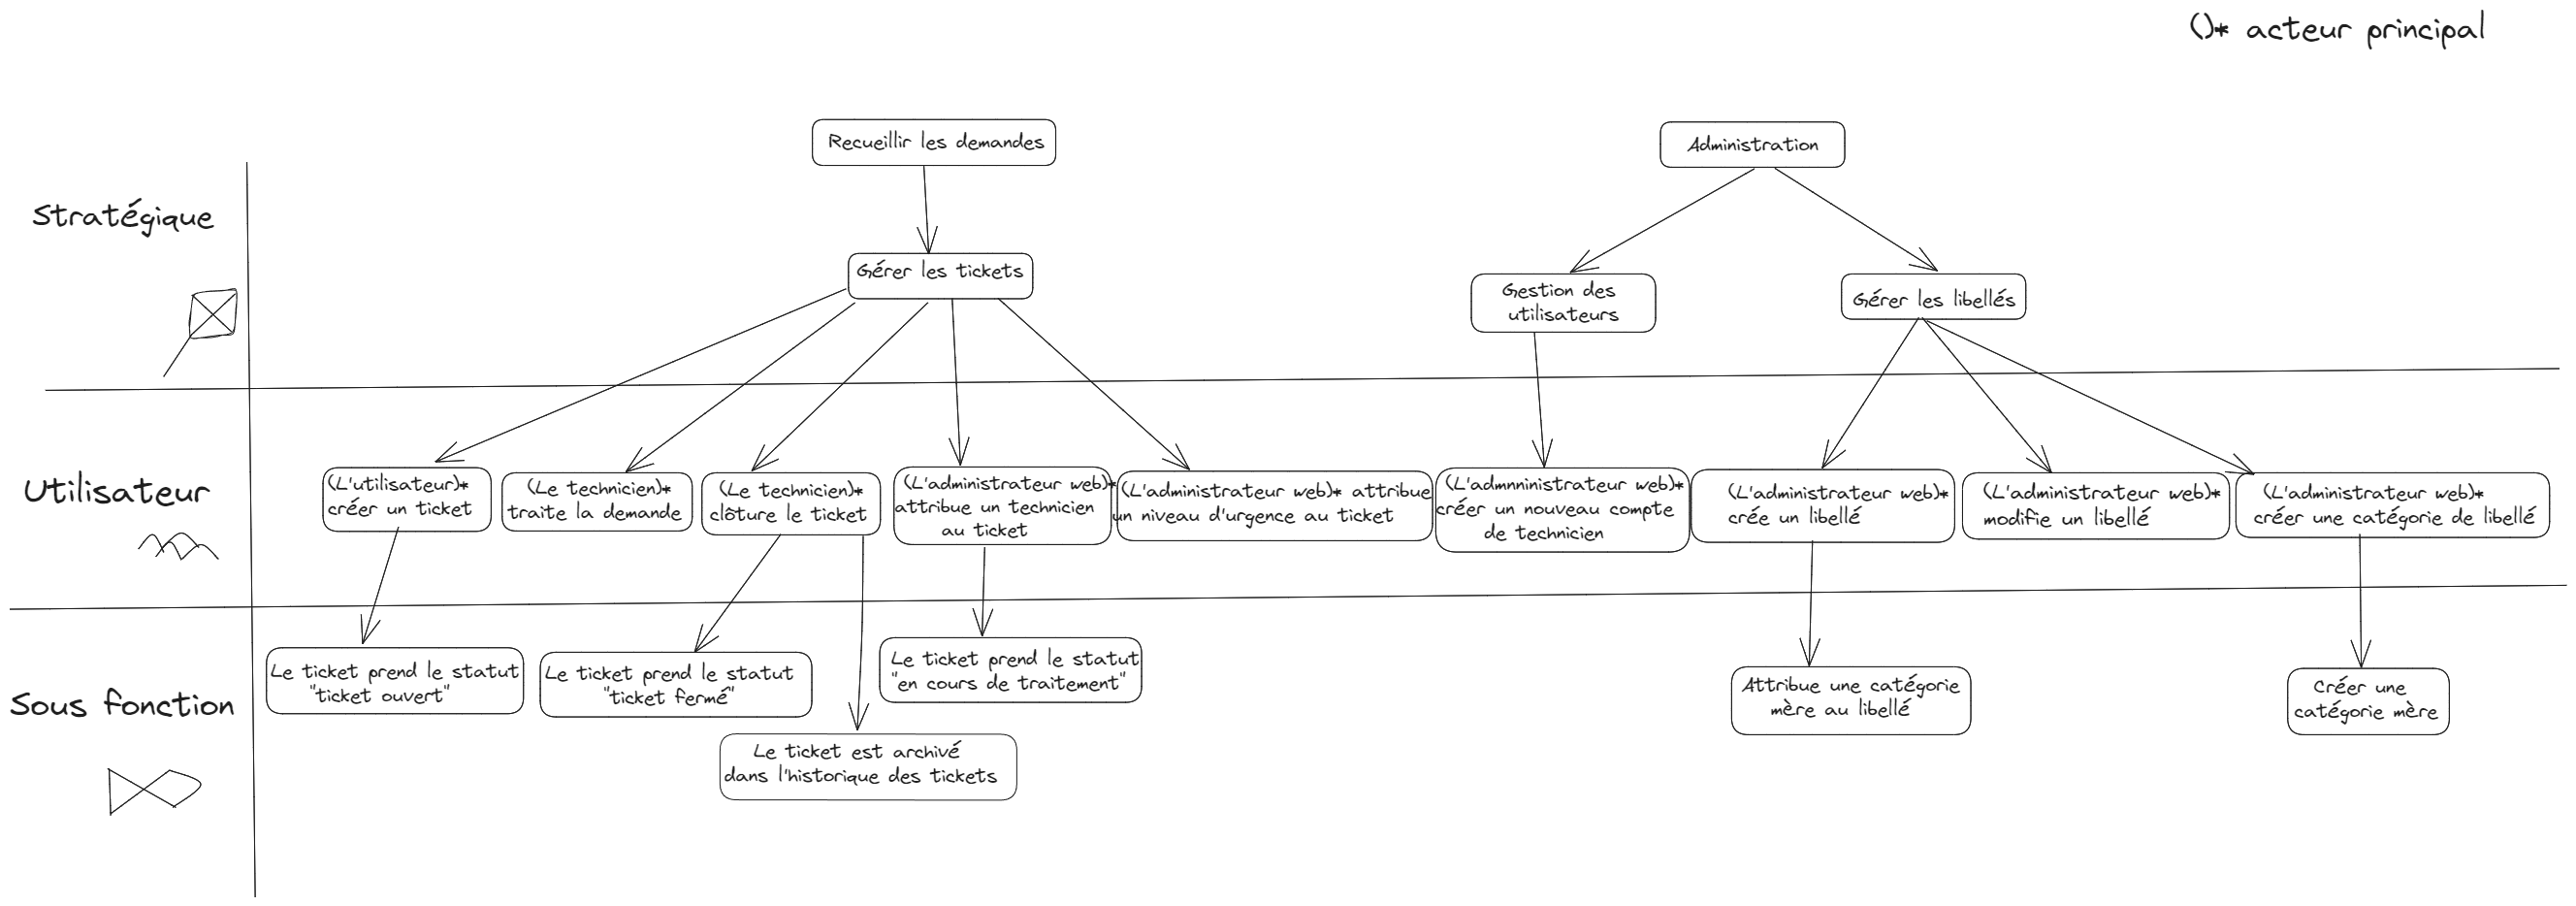 ()* acteur principal
Recueillir les demandes
Administration
Stratégique
Gérer les tickets
Gestion des
utilisateurs
Gérer les libellés
Utilisateur
(L'utilisateur)*
créer un ticket
(Le technicien)*
traite la demande
(Le technicien)*
clôture le ticket
(L'administrateur web)*
attribue un technicien
au ticket
(L'administrateur web)* attribue
un niveau d'urgence au ticket
(L'admnninistrateur web)*
créer un nouveau compte
de technicien
(L'administrateur web)*
crée un libellé
(L'administrateur web)*
modifie un libellé
(L'administrateur web)*
créer une catégorie de libellé
Sous fonction
Le ticket prend le statut
"ticket ouvert"
Le ticket prend le statut
"ticket fermé"
Le ticket prend le statut
"en cours de traitement"
Attribue une catégorie
mère au libellé
Créer une
catégorie mère
Le ticket est archivé
dans l'historique des tickets